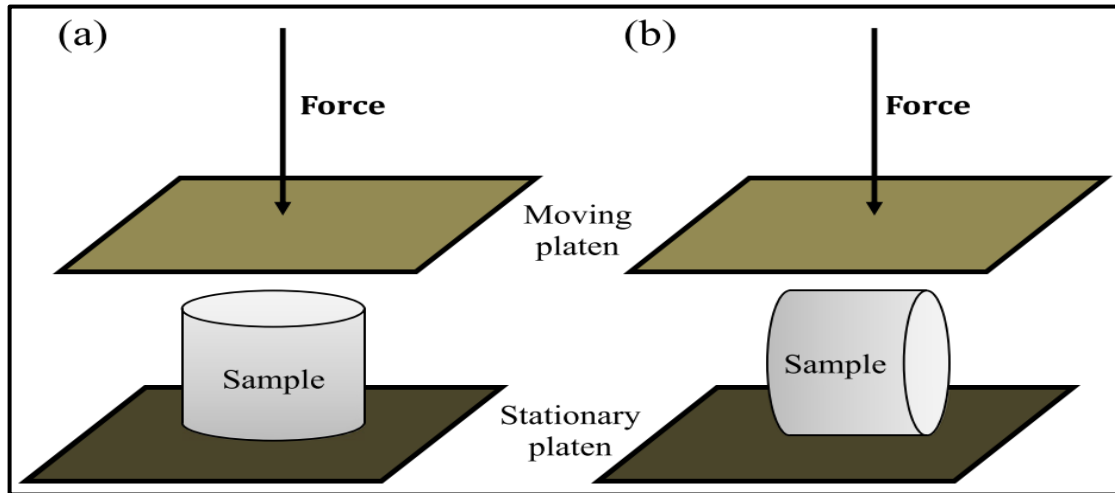 (a)
(b)
Force
Force
Moving
platen
Sample
Sample
Stationary
platen